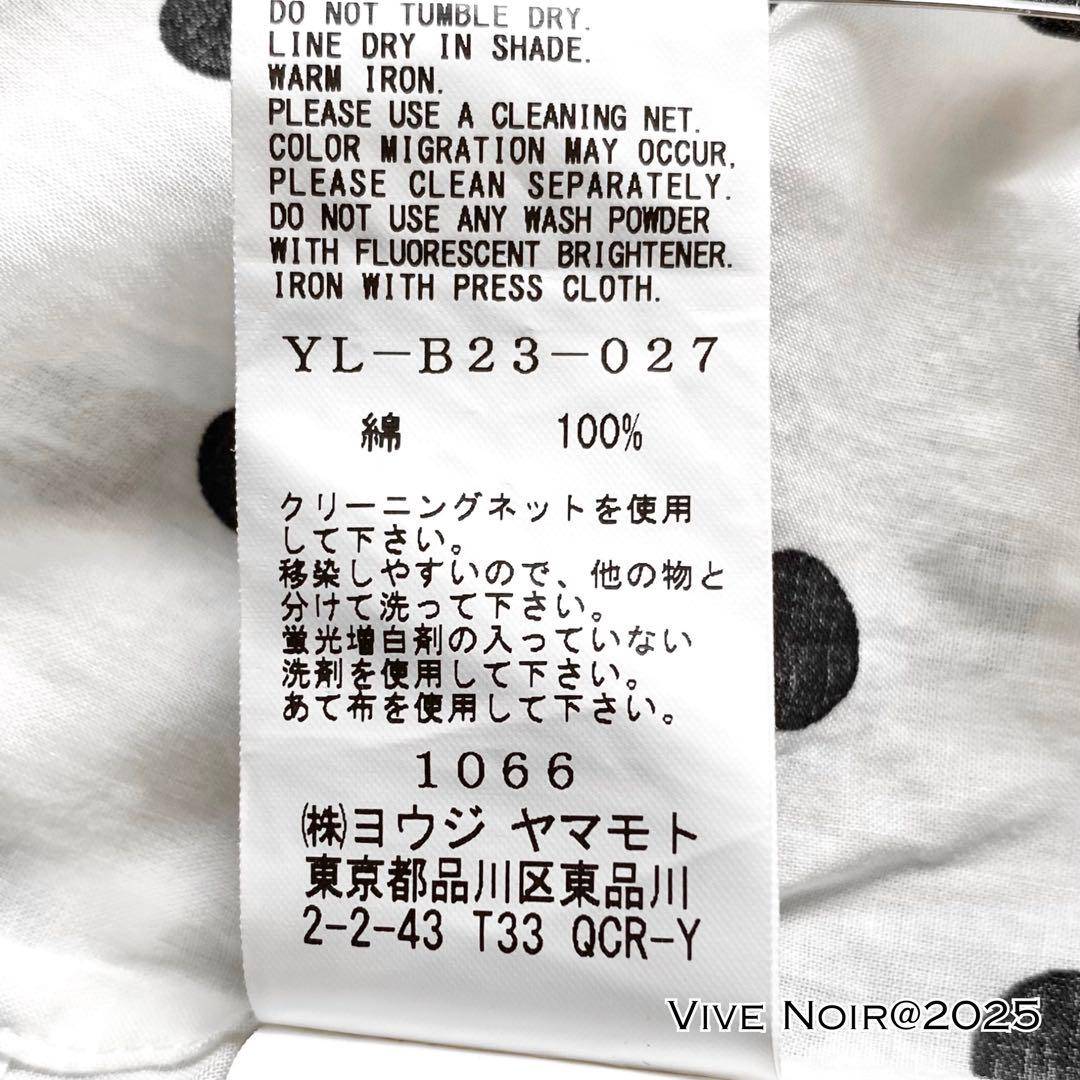 DO NOT TUMBLE DRY.
LINE DRY IN SHADE.
WARM IRON.
PLEASE USE A CLEANING NET.
COLOR MIGRATION MAY OCCUR,
PLEASE CLEAN SEPARATELY.
DO NOT USE ANY WASH POWDER
WITH FLUORESCENT BRIGHTENER.
IRON WITH PRESS CLOTH.
YL-B23-027
綿 100%
クリーニングネットを使用
して下さい。
移染しやすいので、他の物と
分けて洗って下さい。
蛍光増白剤の入っていない
洗剤を使用して下さい。
あて布を使用して下さい。
1066
㈱ヨウジ ヤマモト
東京都品川区東品川
2-2-43 T33 QCR-Y
VIVE NOIR@2025